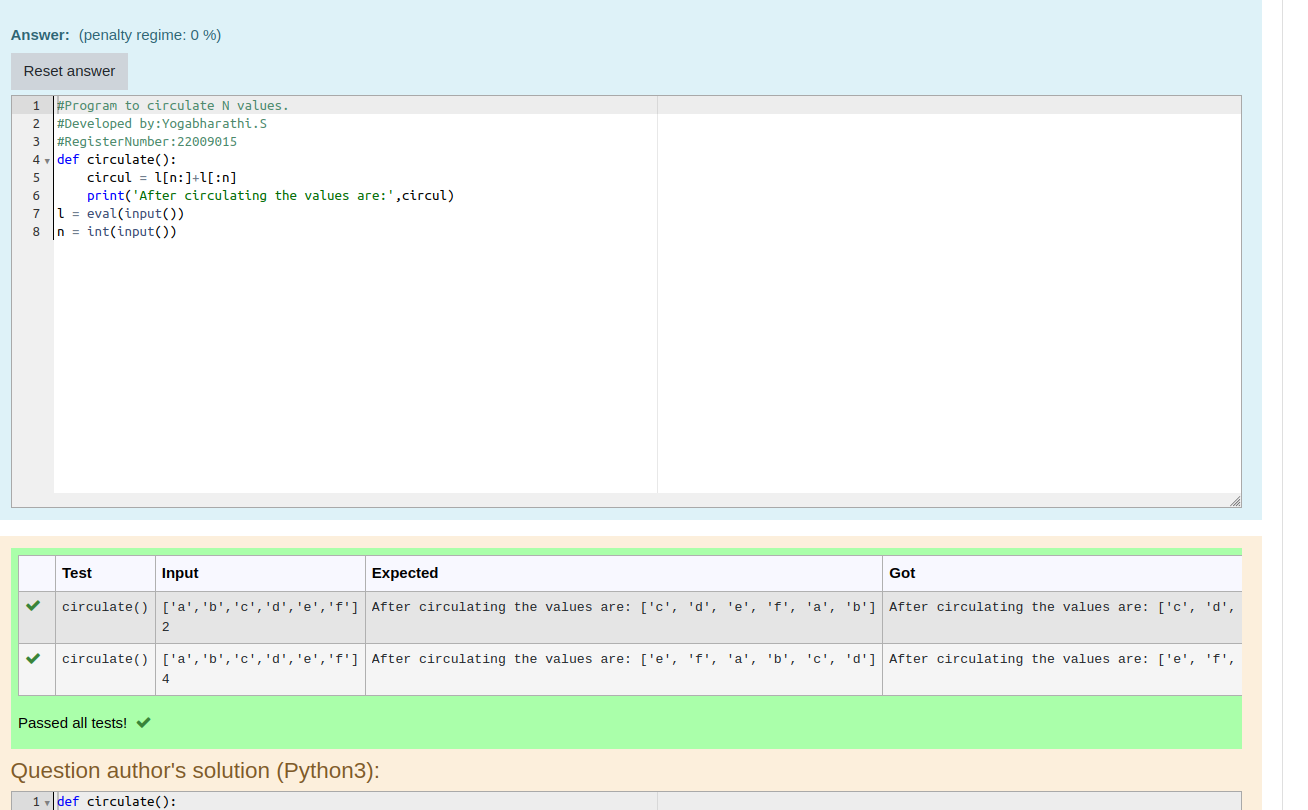 Answer: (penalty regime: 0 %)
Reset answer
1 #Program to circulate N values.
2 #Developed by:Yogabharathi.S
3 #RegisterNumber:22009015
4 def circulate():
5     circul = l[n:]+l[:n]
6     print('After circulating the values are:',circul)
7 l = eval(input())
8 n = int(input())
Test Input Expected Got
circulate() ['a','b','c','d','e','f'] After circulating the values are: ['c', 'd', 'e', 'f', 'a', 'b'] After circulating the values are: ['c', 'd',
2
circulate() ['a','b','c','d','e','f'] After circulating the values are: ['e', 'f', 'a', 'b', 'c', 'd'] After circulating the values are: ['e', 'f',
4
Passed all tests!
Question author's solution (Python3):
1 def circulate():